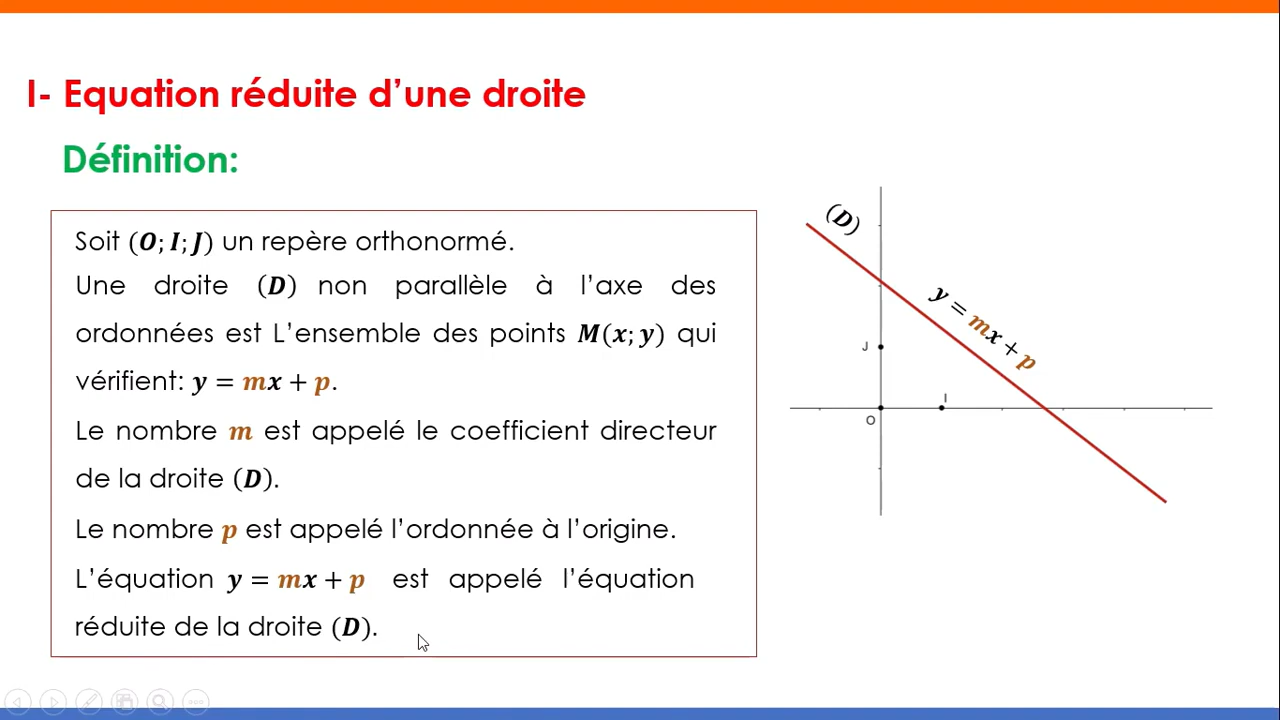 I- Equation réduite d’une droite
Définition:
Soit (O; I; J) un repère orthonormé.
Une droite (D) non parallèle à l’axe des
ordonnées est L’ensemble des points M(x; y) qui
vérifient: y = mx + p.
Le nombre m est appelé le coefficient directeur
de la droite (D).
Le nombre p est appelé l’ordonnée à l’origine.
L’équation y = mx + p est appelé l’équation
réduite de la droite (D).
(D)
y = mx + p
J
I
O